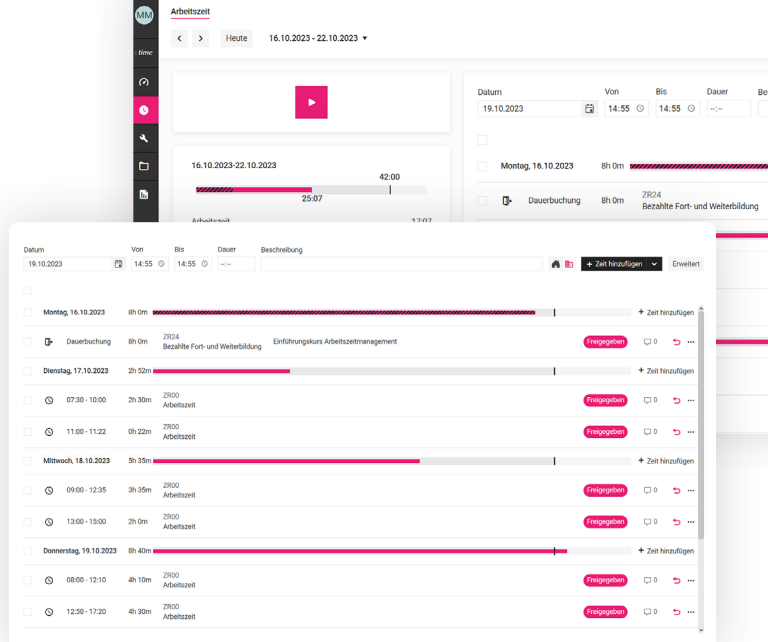 MM
Arbeitszeit
Heute
16.10.2023 - 22.10.2023
time
Datum
Von
Bis
Dauer
Be
19.10.2023
14:55
14:55
--:--
16.10.2023-22.10.2023
42:00
25:07
Arbeitszeit
17:07
Montag, 16.10.2023
8h 0m
Dauerbuchung
8h 0m
ZR24
Bezahlte Fort- und Weiterbildung
Datum
Von
Bis
Dauer
Beschreibung
19.10.2023
14:55
14:55
--:--
+ Zeit hinzufügen
Erweitert
Montag, 16.10.2023
8h 0m
+ Zeit hinzufügen
Dauerbuchung
8h 0m
ZR24
Bezahlte Fort- und Weiterbildung
Einführungskurs Arbeitszeitmanagement
Freigegeben
0
Dienstag, 17.10.2023
2h 52m
+ Zeit hinzufügen
07:30 - 10:00
2h 30m
ZR00
Arbeitszeit
Freigegeben
0
11:00 - 11:22
0h 22m
ZR00
Arbeitszeit
Freigegeben
0
Mittwoch, 18.10.2023
5h 35m
+ Zeit hinzufügen
09:00 - 12:35
3h 35m
ZR00
Arbeitszeit
Freigegeben
0
13:00 - 15:00
2h 0m
ZR00
Arbeitszeit
Freigegeben
0
Donnerstag, 19.10.2023
8h 40m
+ Zeit hinzufügen
08:00 - 12:10
4h 10m
ZR00
Arbeitszeit
Freigegeben
0
12:50 - 17:20
4h 30m
ZR00
Arbeitszeit
Freigegeben
0